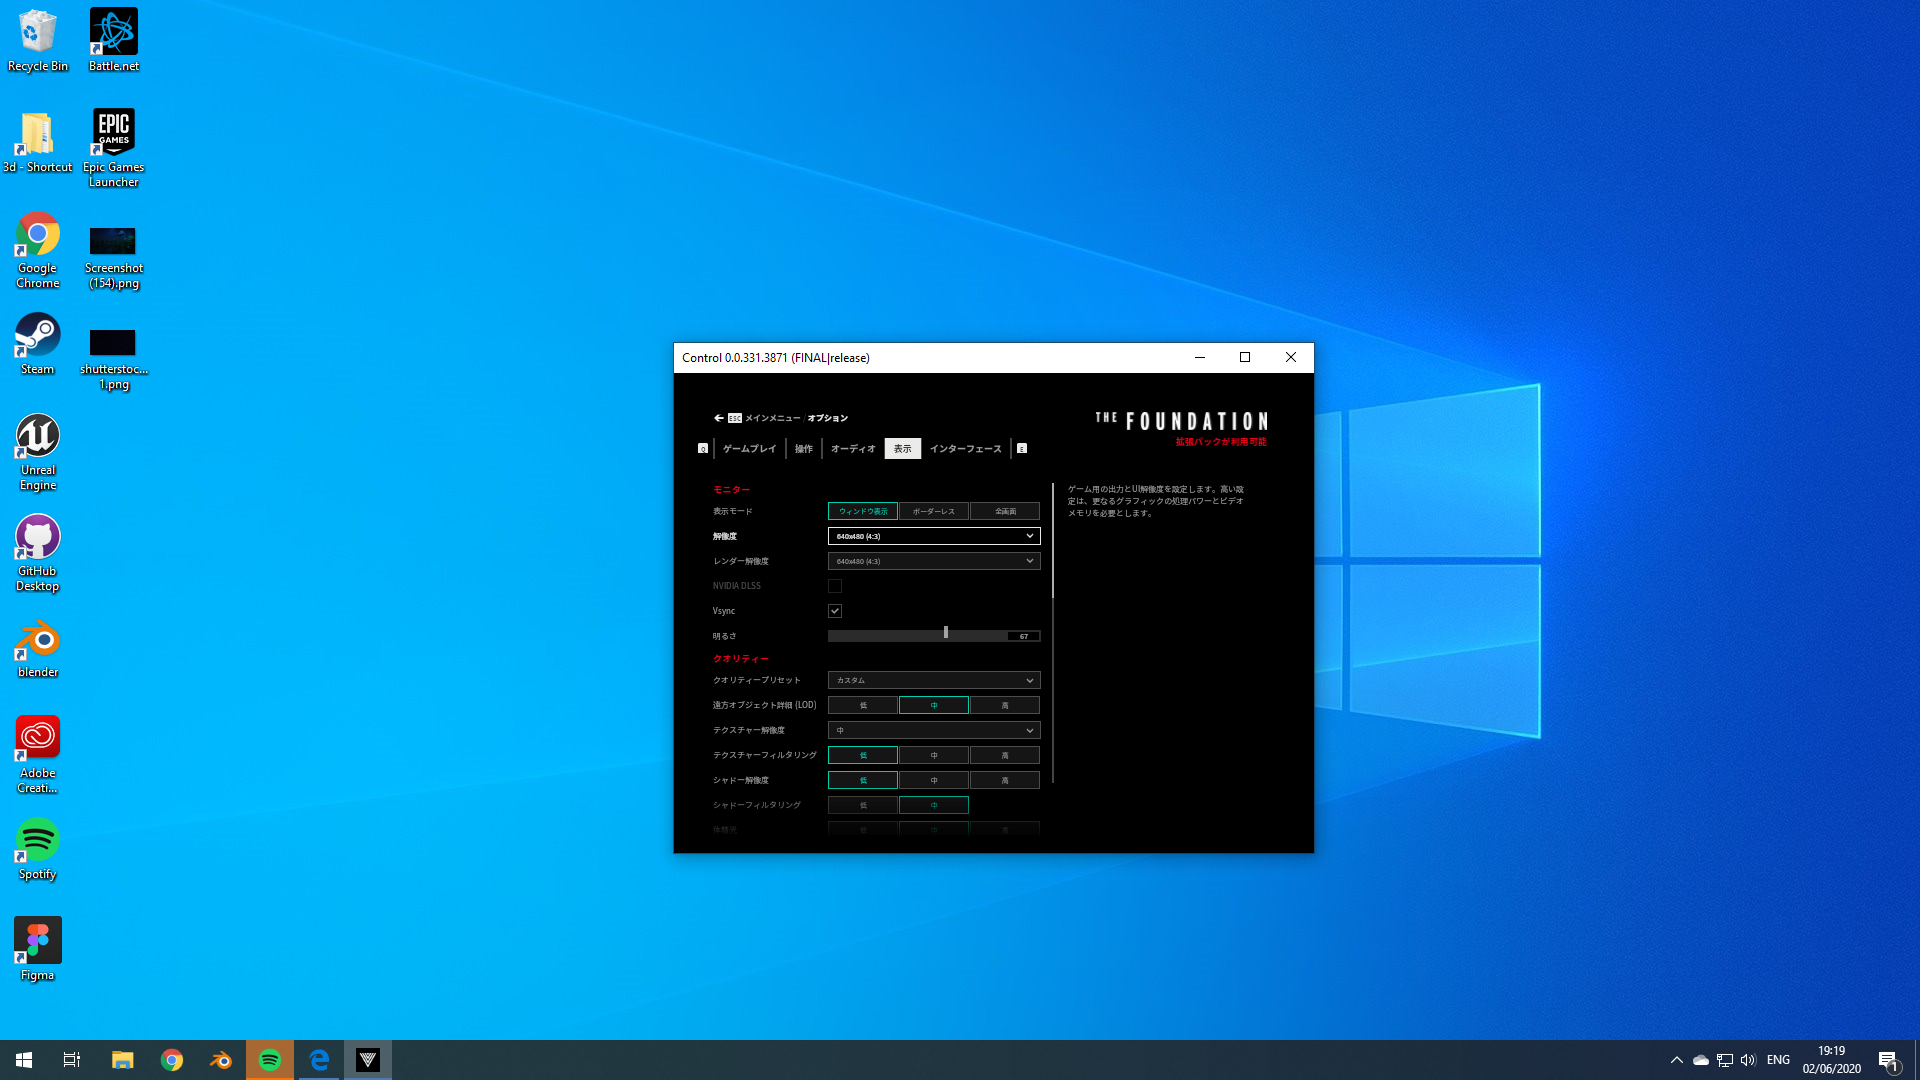 Recycle Bin
Battle.net
3d - Shortcut
EPIC
GAMES
Epic Games
Launcher
Google
Chrome
Screenshot
(154).png
Steam
shutterstoc...
1.png
Unreal
Engine
GitHub
Desktop
blender
Adobe
Creati...
Spotify
Figma
Control 0.0.331.3871 (FINAL|release)
ESC メインメニュー / オプション
THE FOUNDATION
拡張パックが利用可能
Q ゲームプレイ 操作 オーディオ 表示 インターフェース E
モニター
表示モード ウィンドウ表示 ボーダーレス 全画面
解像度 640x480 (4:3)
レンダー解像度 640x480 (4:3)
NVIDIA DLSS
Vsync
明るさ 67
クオリティー
クオリティープリセット カスタム
遠方オブジェクト詳細 (LOD) 低 中 高
テクスチャー解像度 中
テクスチャーフィルタリング 低 中 高
シャドー解像度 低 中 高
シャドーフィルタリング 低 中
体積光 低 中 高
ゲーム用の出力とUI解像度を設定します。高い設
定は、更なるグラフィックの処理パワーとビデオ
メモリを必要とします。
ENG
19:19
02/06/2020
1